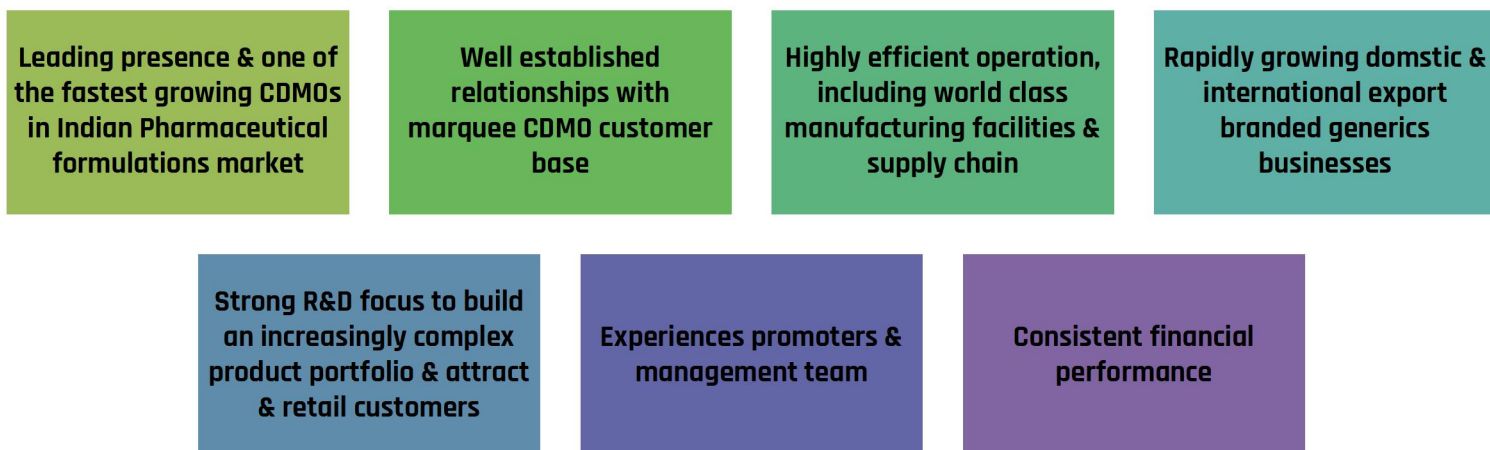 Leading presence & one of
the fastest growing CDMOs
in Indian Pharmaceutical
formulations market
Well established
relationships with
marquee CDMO customer
base
Highly efficient operation,
including world class
manufacturing facilities &
supply chain
Rapidly growing domstic &
international export
branded generics
businesses
Strong R&D focus to build
an increasingly complex
product portfolio & attract
& retail customers
Experiences promoters &
management team
Consistent financial
performance